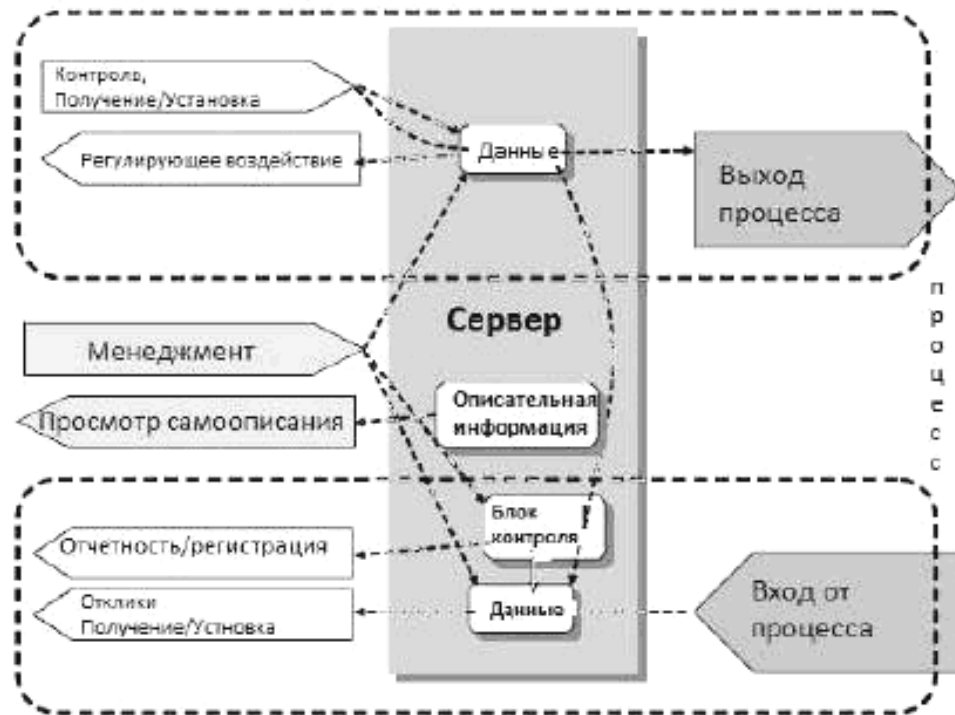 Контроль,
Получение/Установка
Регулирующее воздействие
Данные
Выход
процесса
Сервер
процесс
Менеджмент
Просмотр самоописания
Описательная
информация
Блок
контроля
Отчетность/регистрация
Отклики
Получение/Устновка
Данные
Вход от
процесса